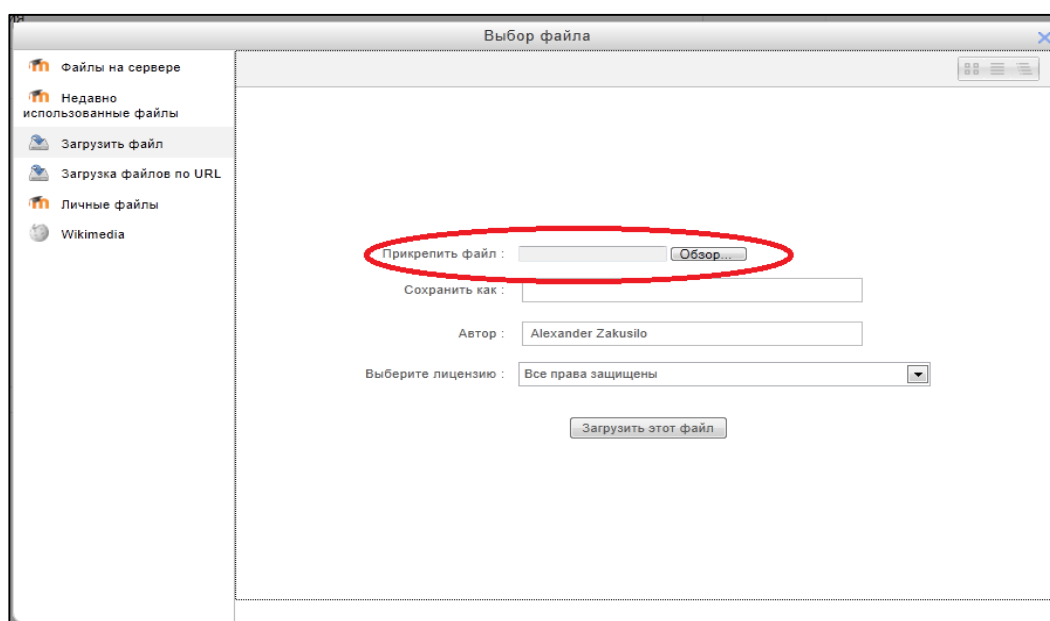 ия
Выбор файла
Файлы на сервере
Недавно
использованные файлы
Загрузить файл
Загрузка файлов по URL
Личные файлы
Wikimedia
Прикрепить файл : Обзор...
Сохранить как :
Автор : Alexander Zakusilo
Выберите лицензию : Все права защищены
Загрузить этот файл